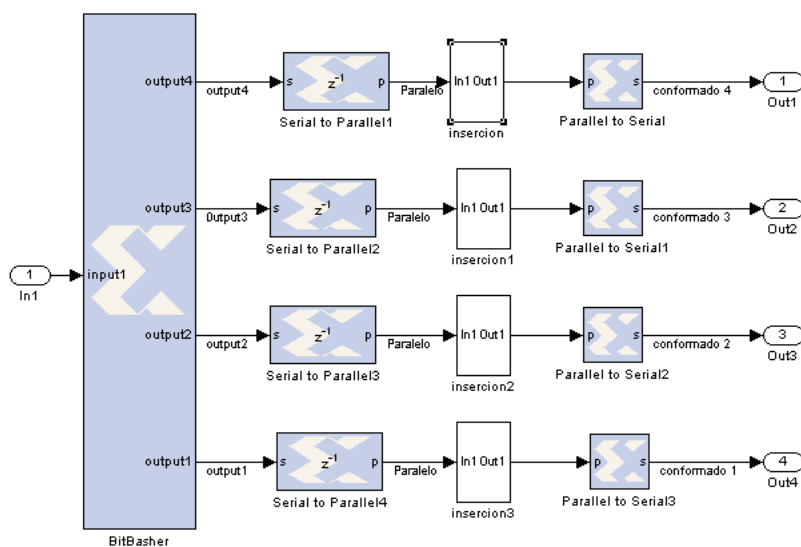 output4
output4
s
z-1
p
Paralelo
In1 Out1
p
s
conformado 4
1
Out1
Serial to Parallel1
insercion
Parallel to Serial
output3
Output3
s
z-1
p
Paralelo
In1 Out1
p
s
conformado 3
2
Out2
Serial to Parallel2
insercion1
Parallel to Serial1
1
In1
input1
output2
output2
s
z-1
p
Paralelo
In1 Out1
p
s
conformado 2
3
Out3
Serial to Parallel3
insercion2
Parallel to Serial2
output1
output1
s
z-1
p
Paralelo
In1 Out1
p
s
conformado 1
4
Out4
Serial to Parallel4
insercion3
Parallel to Serial3
BitBasher